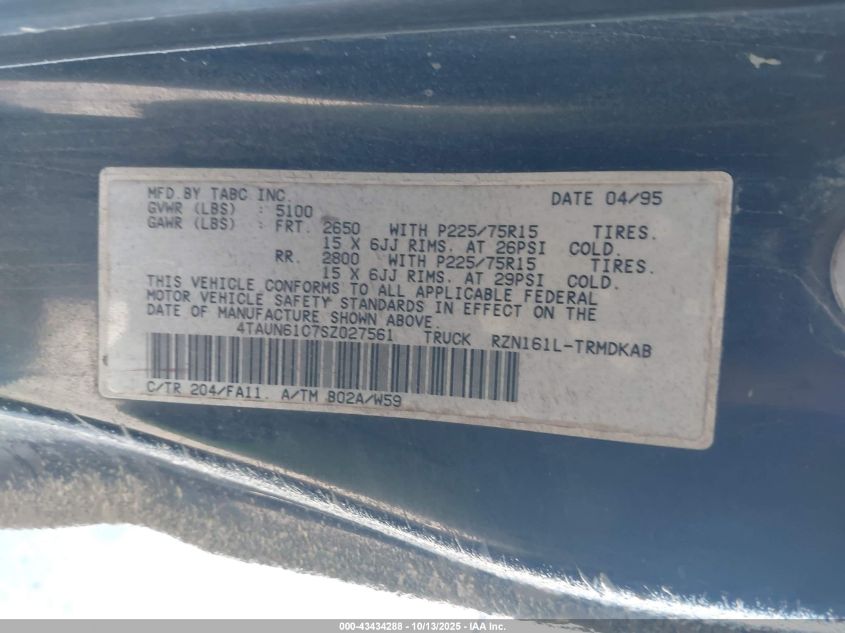 MFD.BY TABC INC. DATE 04/95
GVWR (LBS) : 5100
GAWR (LBS) : FRT. 2650 WITH P225/75R15 TIRES.
15 X 6JJ RIMS. AT 26PSI COLD.
RR. 2800 WITH P225/75R15 TIRES.
15 X 6JJ RIMS. AT 29PSI COLD.
THIS VEHICLE CONFORMS TO ALL APPLICABLE FEDERAL
MOTOR VEHICLE SAFETY STANDARDS IN EFFECT ON THE
DATE OF MANUFACTURE SHOWN ABOVE.
4TAUN61C7SZ027561 TRUCK RZN161L-TRMDKAB
C/TR 204/FA11. A/TM B02A/W59
000-43434288 - 10/13/2025 - IAA Inc.